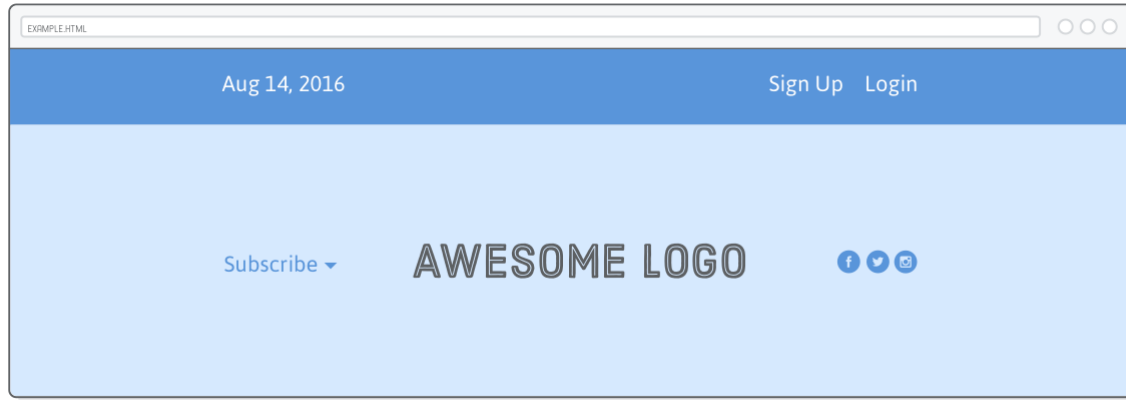 EXAMPLE.HTML
Aug 14, 2016 Sign Up Login
Subscribe AWESOME LOGO f